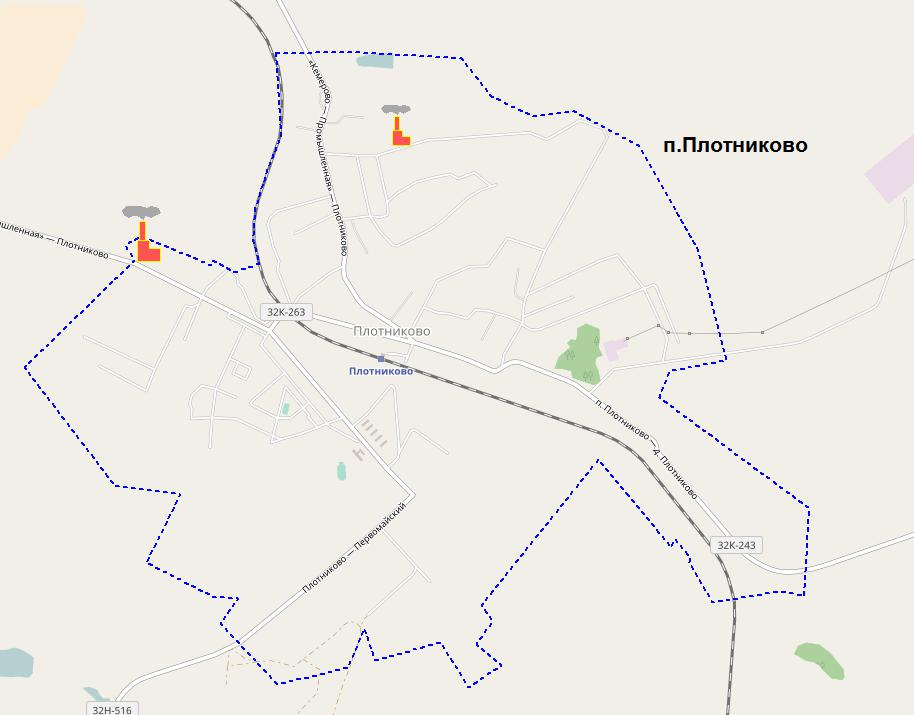 «Кемерово — Промышленная» — Плотниково
п.Плотниково
шленная» — Плотниково
32К-263
Плотниково
Плотниково
п. Плотниково — д. Плотниково
32К-243
Плотниково — Первомайский
32Н-516